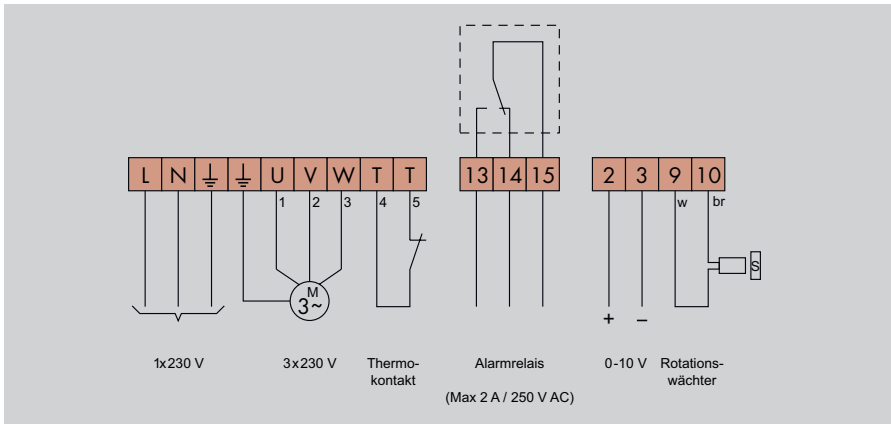 L N U V W T T 13 14 15 2 3 9 10
1 2 3 4 5 w br
M
3~
S
+ –
1x230 V 3x230 V Thermo- Alarmrelais 0-10 V Rotations-
kontakt wächter
(Max 2 A / 250 V AC)